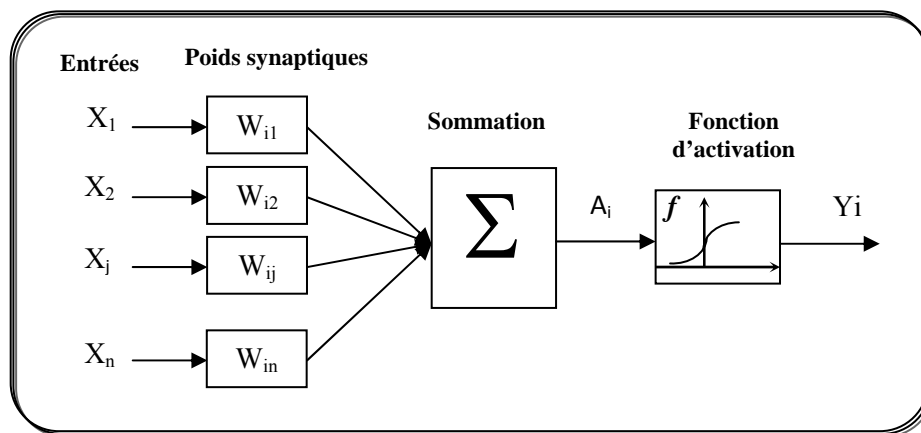 Entrées
Poids synaptiques
X1
Wi1
X2
Wi2
Xj
Wij
Xn
Win
Sommation
∑
Ai
Fonction
d'activation
f
Yi